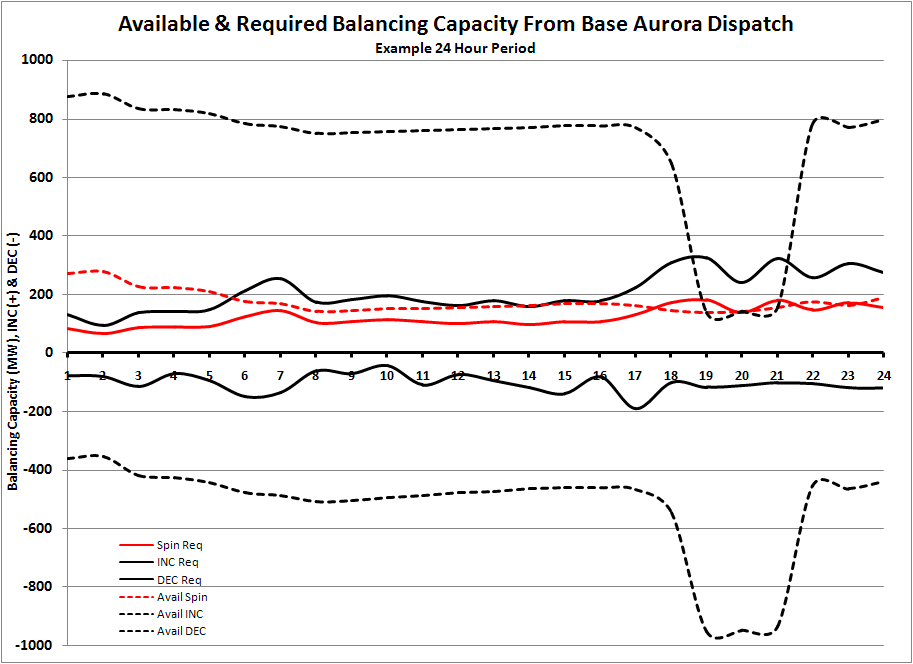 Available & Required Balancing Capacity From Base Aurora Dispatch
Example 24 Hour Period
Balancing Capacity (MW), INC (+) & DEC (-)
1000
800
600
400
200
0
-200
-400
-600
-800
-1000
1 2 3 4 5 6 7 8 9 10 11 12 13 14 15 16 17 18 19 20 21 22 23 24
Spin Req
INC Req
DEC Req
Avail Spin
Avail INC
Avail DEC